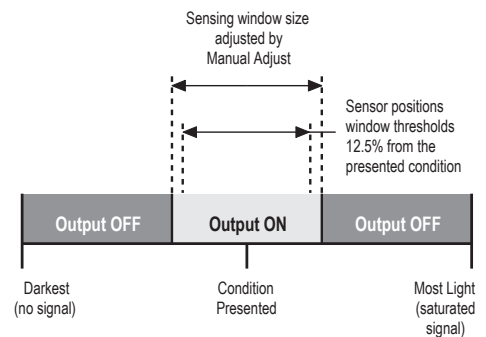 Sensing window size
adjusted by
Manual Adjust
Sensor positions
window thresholds
12.5% from the
presented condition
Output OFF
Output ON
Output OFF
Darkest
(no signal)
Condition
Presented
Most Light
(saturated
signal)